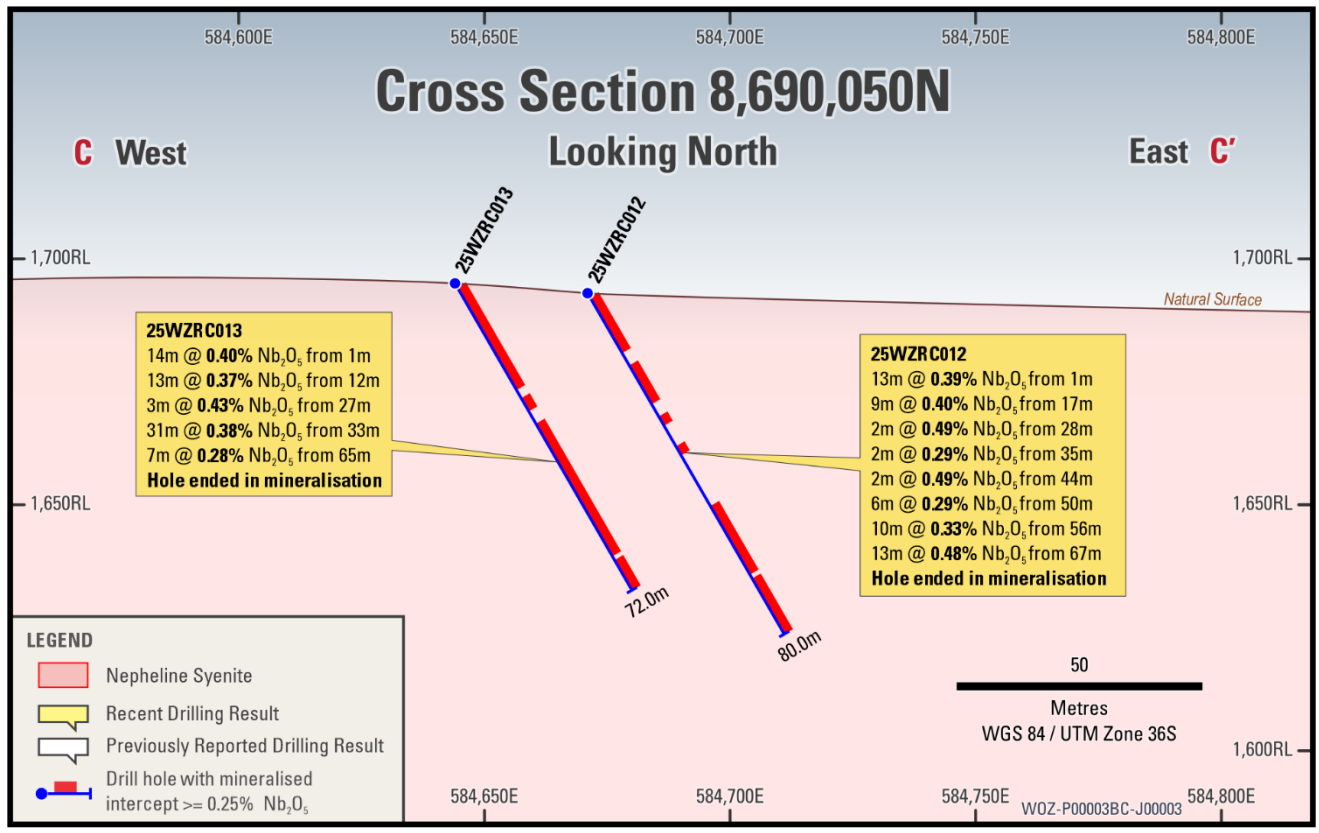 584,600E 584,650E 584,700E 584,750E 584,800E
Cross Section 8,690,050N
C West Looking North East C'
25WZRC013 25WZRC012
1,700RL 1,700RL
Natural Surface
25WZRC013
14m @ 0.40% Nb₂O₅ from 1m
13m @ 0.37% Nb₂O₅ from 12m
3m @ 0.43% Nb₂O₅ from 27m
31m @ 0.38% Nb₂O₅ from 33m
7m @ 0.28% Nb₂O₅ from 65m
Hole ended in mineralisation
25WZRC012
13m @ 0.39% Nb₂O₅ from 1m
9m @ 0.40% Nb₂O₅ from 17m
2m @ 0.49% Nb₂O₅ from 28m
2m @ 0.29% Nb₂O₅ from 35m
2m @ 0.49% Nb₂O₅ from 44m
6m @ 0.29% Nb₂O₅ from 50m
10m @ 0.33% Nb₂O₅ from 56m
13m @ 0.48% Nb₂O₅ from 67m
Hole ended in mineralisation
1,650RL 1,650RL
72.0m
80.0m
LEGEND
Nepheline Syenite
Recent Drilling Result
Previously Reported Drilling Result
Drill hole with mineralised
intercept >= 0.25% Nb₂O₅
50
Metres
WGS 84 / UTM Zone 36S
1,600RL
584,650E 584,700E 584,750E 584,800E
WOZ-P00003BC-J00003